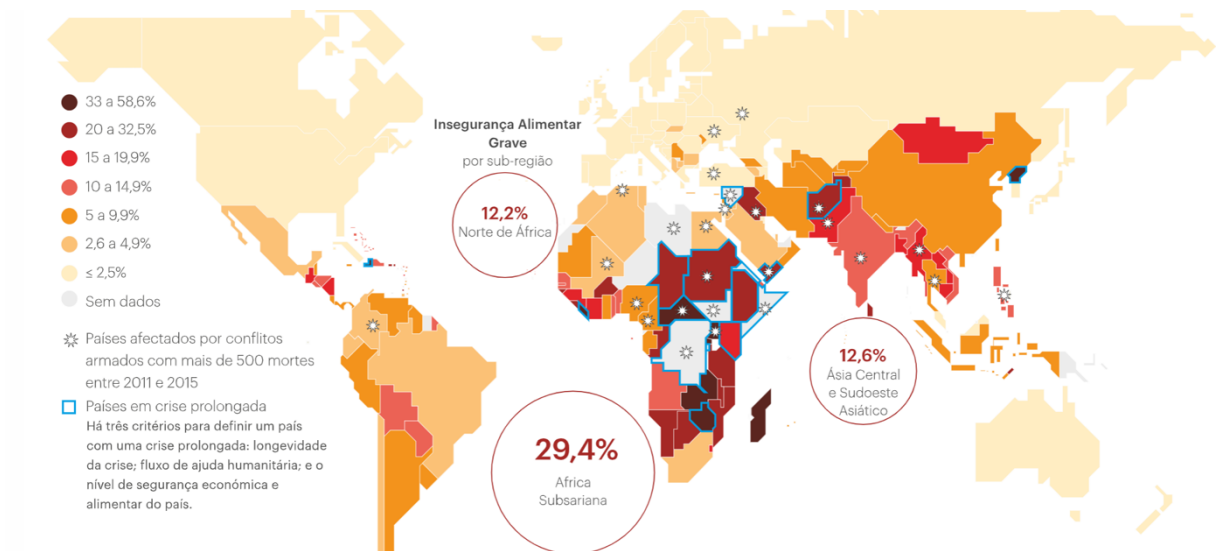 33 a 58,6%
20 a 32,5%
15 a 19,9%
10 a 14,9%
5 a 9,9%
2,6 a 4,9%
≤ 2,5%
Sem dados
Países afectados por conflitos
armados com mais de 500 mortes
entre 2011 e 2015
Países em crise prolongada
Há três critérios para definir um país
com uma crise prolongada: longevidade
da crise; fluxo de ajuda humanitária; e o
nível de segurança económica e
alimentar do país.
Insegurança Alimentar
Grave
por sub-região
12,2%
Norte de África
29,4%
Africa
Subsariana
12,6%
Ásia Central
e Sudoeste
Asiático